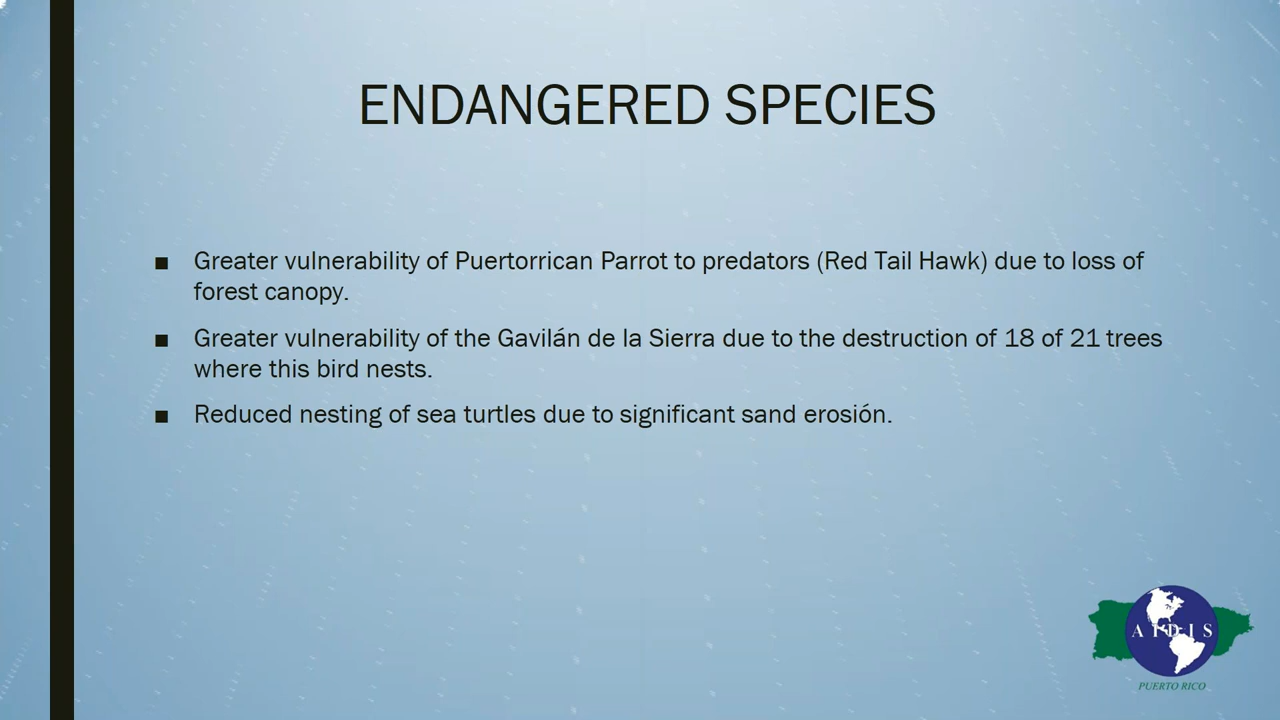 ENDANGERED SPECIES
■ Greater vulnerability of Puertorrican Parrot to predators (Red Tail Hawk) due to loss of
forest canopy.
■ Greater vulnerability of the Gavilán de la Sierra due to the destruction of 18 of 21 trees
where this bird nests.
■ Reduced nesting of sea turtles due to significant sand erosión.
AIDIS
PUERTO RICO